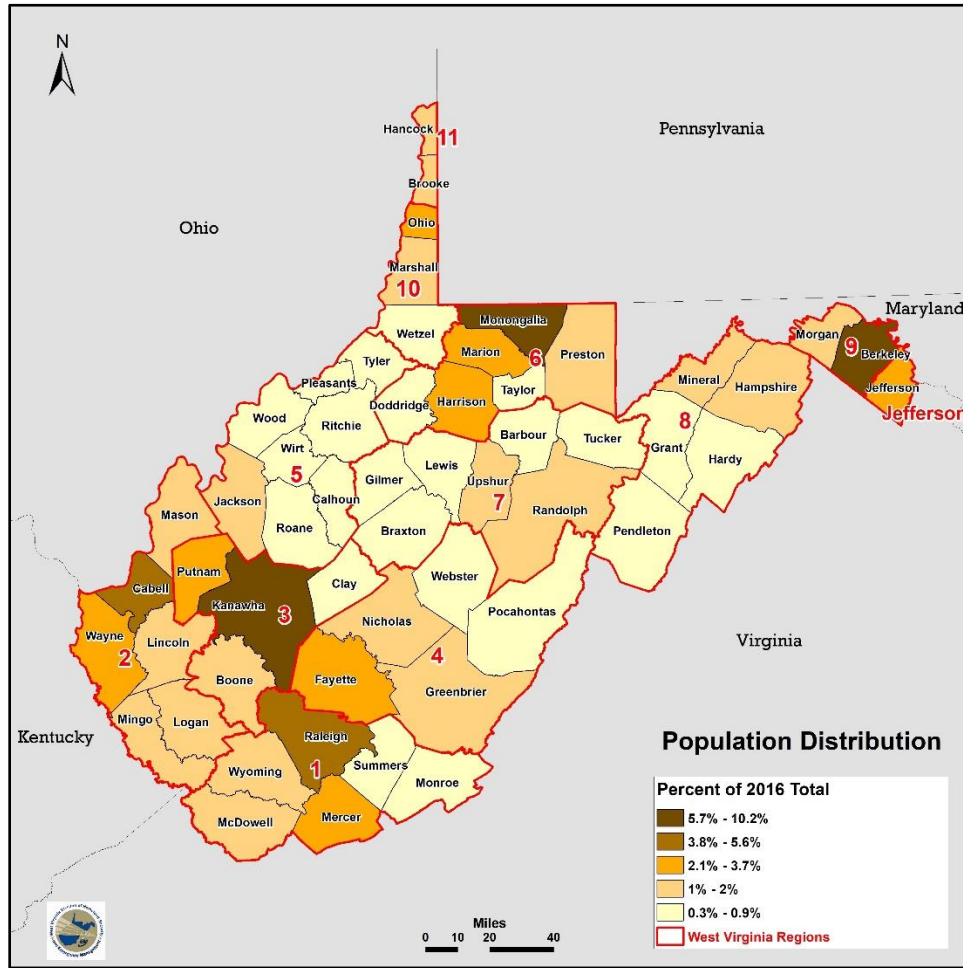 N
Pennsylvania
Hancock
11
Brooke
Ohio
Ohio
Marshall
10
Maryland
Wetzel
Monongalia
Morgan
9
Berkeley
Marion
6
Preston
Tyler
Mineral
Hampshire
Jefferson
Pleasants
Taylor
Jefferson
Wood
Doddridge
Harrison
Ritchie
8
Barbour
Tucker
Grant
Wirt
Hardy
5
Lewis
Gilmer
Upshur
Calhoun
7
Jackson
Randolph
Mason
Roane
Braxton
Pendleton
Putnam
Webster
Cabell
Clay
Kanawha
3
Pocahontas
Wayne
Nicholas
Virginia
Lincoln
2
4
Boone
Fayette
Greenbrier
Mingo
Logan
Kentucky
Raleigh
Summers
1
Wyoming
Monroe
McDowell
Mercer
Population Distribution
Percent of 2016 Total
5.7% - 10.2%
3.8% - 5.6%
2.1% - 3.7%
1% - 2%
0.3% - 0.9%
West Virginia Regions
Miles
0 10 20 40